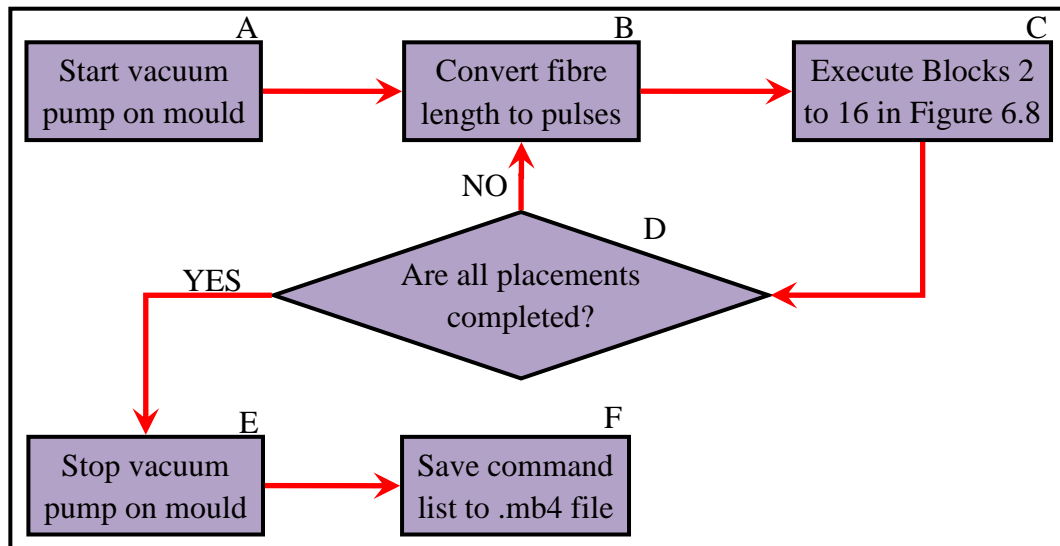 A
Start vacuum
pump on mould
B
Convert fibre
length to pulses
C
Execute Blocks 2
to 16 in Figure 6.8
NO
D
Are all placements
completed?
YES
E
Stop vacuum
pump on mould
F
Save command
list to .mb4 file